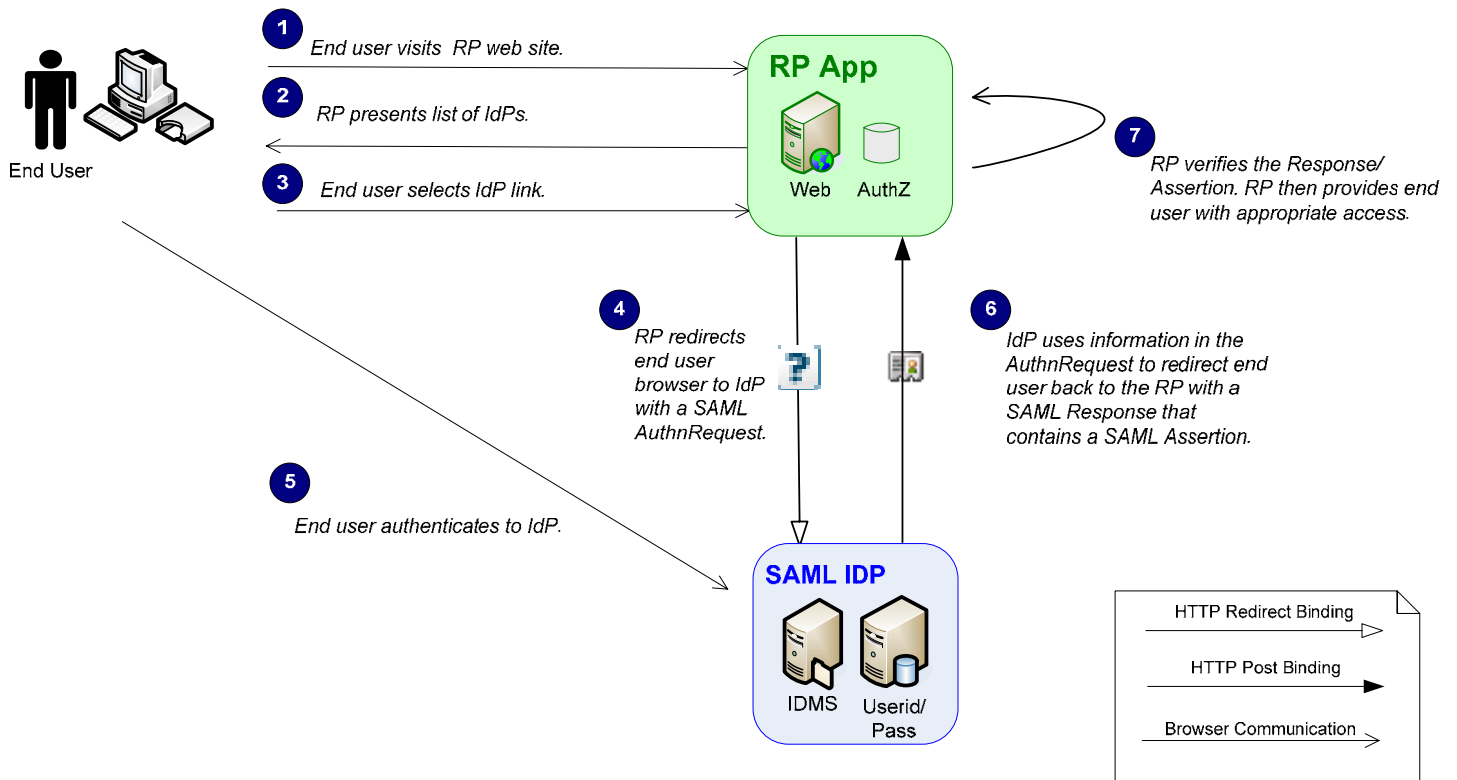 1
End user visits RP web site.
2
RP presents list of IdPs.
3
End user selects IdP link.
End User
RP App
Web
AuthZ
7
RP verifies the Response/
Assertion. RP then provides end
user with appropriate access.
4
RP redirects
end user
browser to IdP
with a SAML
AuthnRequest.
?
6
IdP uses information in the
AuthnRequest to redirect end
user back to the RP with a
SAML Response that
contains a SAML Assertion.
5
End user authenticates to IdP.
SAML IDP
IDMS
Userid/
Pass
HTTP Redirect Binding
HTTP Post Binding
Browser Communication